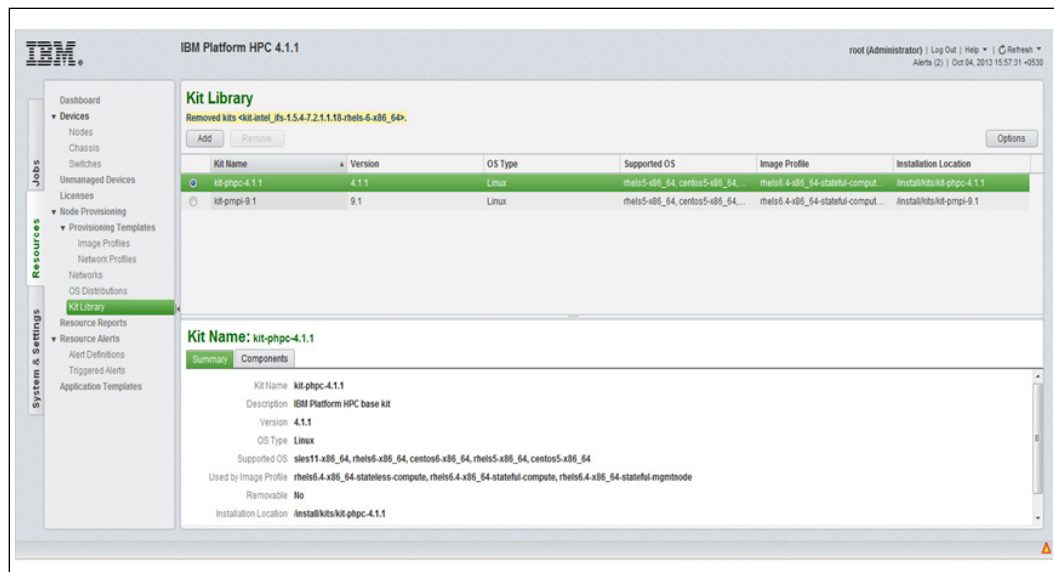 IBM.
IBM Platform HPC 4.1.1
root (Administrator) | Log Out | Help | Refresh
Alerts (2) | Oct 04, 2013 15:57:31 +0530
Jobs
Resources
System & Settings
Dashboard
Devices
Nodes
Chassis
Switches
Unmanaged Devices
Licenses
Node Provisioning
Provisioning Templates
Image Profiles
Network Profiles
Networks
OS Distributions
Kit Library
Resource Reports
Resource Alerts
Alert Definitions
Triggered Alerts
Application Templates
Kit Library
Removed kits <kit-intel_ifs-1.5.4-7.2.1.1.18-rhels-6-x86_64>.
Add Remove Options
Kit Name Version OS Type Supported OS Image Profile Installation Location
kit-phpc-4.1.1 4.1.1 Linux rhels5-x86_64, centos5-x86_64,... rhels6.4-x86_64-stateful-comput... /install/kits/kit-phpc-4.1.1
kit-pmpi-9.1 9.1 Linux rhels5-x86_64, centos5-x86_64,... rhels6.4-x86_64-stateful-comput... /install/kits/kit-pmpi-9.1
Kit Name: kit-phpc-4.1.1
Summary Components
Kit Name kit-phpc-4.1.1
Description IBM Platform HPC base kit
Version 4.1.1
OS Type Linux
Supported OS sles11-x86_64, rhels6-x86_64, centos6-x86_64, rhels5-x86_64, centos5-x86_64
Used by Image Profile rhels6.4-x86_64-stateless-compute, rhels6.4-x86_64-stateful-compute, rhels6.4-x86_64-stateful-mgmtnode
Removable No
Installation Location /install/kits/kit-phpc-4.1.1